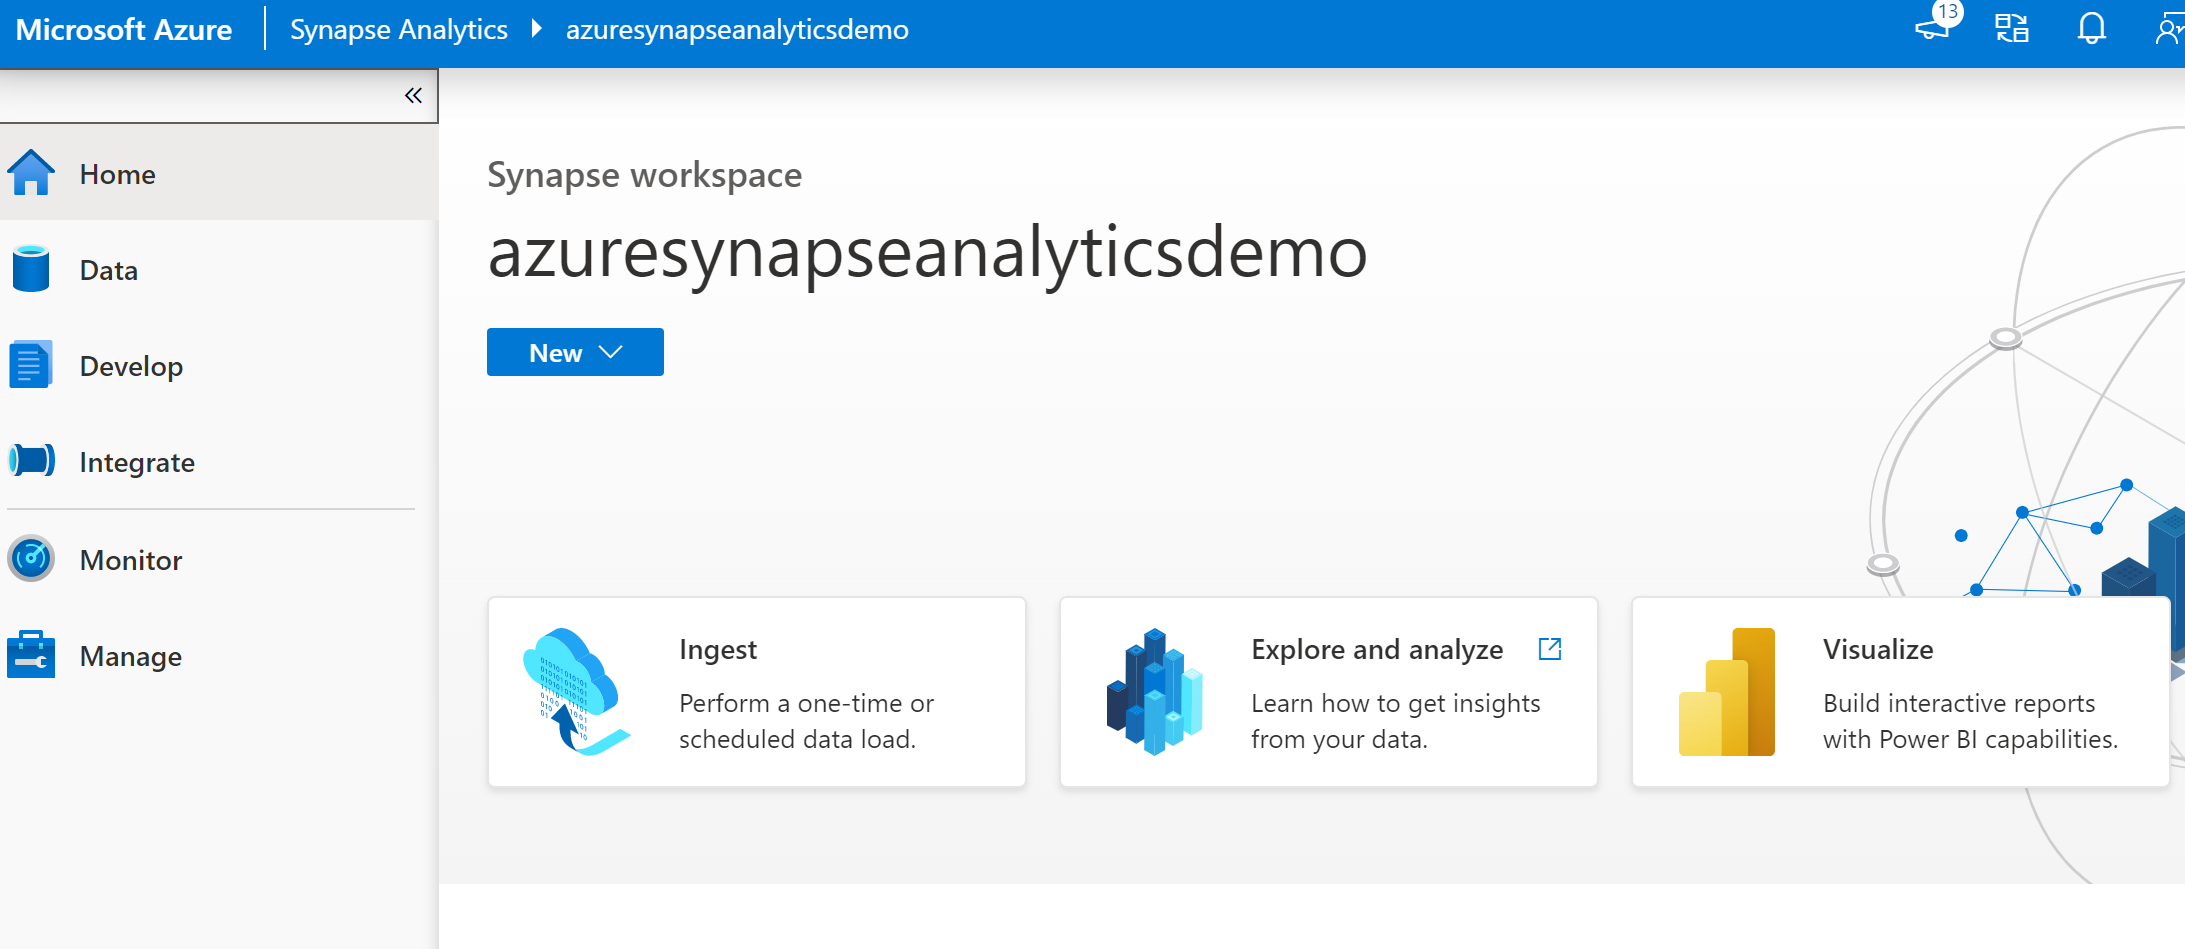 Microsoft Azure
Synapse Analytics
azuresynapseanalyticsdemo
13
Home
Data
Develop
Integrate
Monitor
Manage
Synapse workspace
azuresynapseanalyticsdemo
New
Ingest
Perform a one-time or
scheduled data load.
Explore and analyze
Learn how to get insights
from your data.
Visualize
Build interactive reports
with Power BI capabilities.